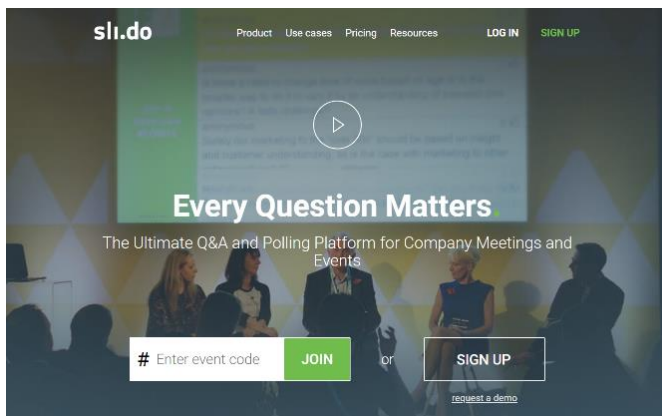 slı.do
Product Use cases Pricing Resources LOG IN SIGN UP
Every Question Matters.
The Ultimate Q&A and Polling Platform for Company Meetings and
Events
# Enter event code JOIN or SIGN UP
request a demo